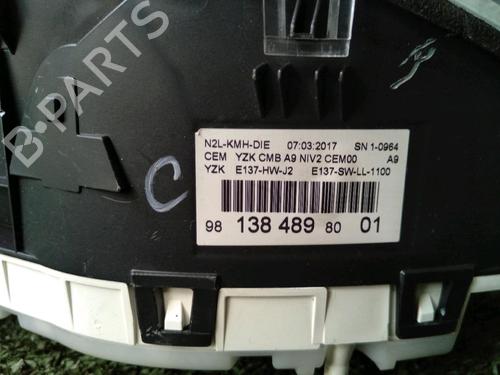 B-PARTS
C
N2L-KMH-DIE 07:03:2017 SN 1-0964
CEM YZK CMB A9 NIV2 CEM00 A9
YZK E137-HW-J2 E137-SW-LL-1100
98 138 489 80 01